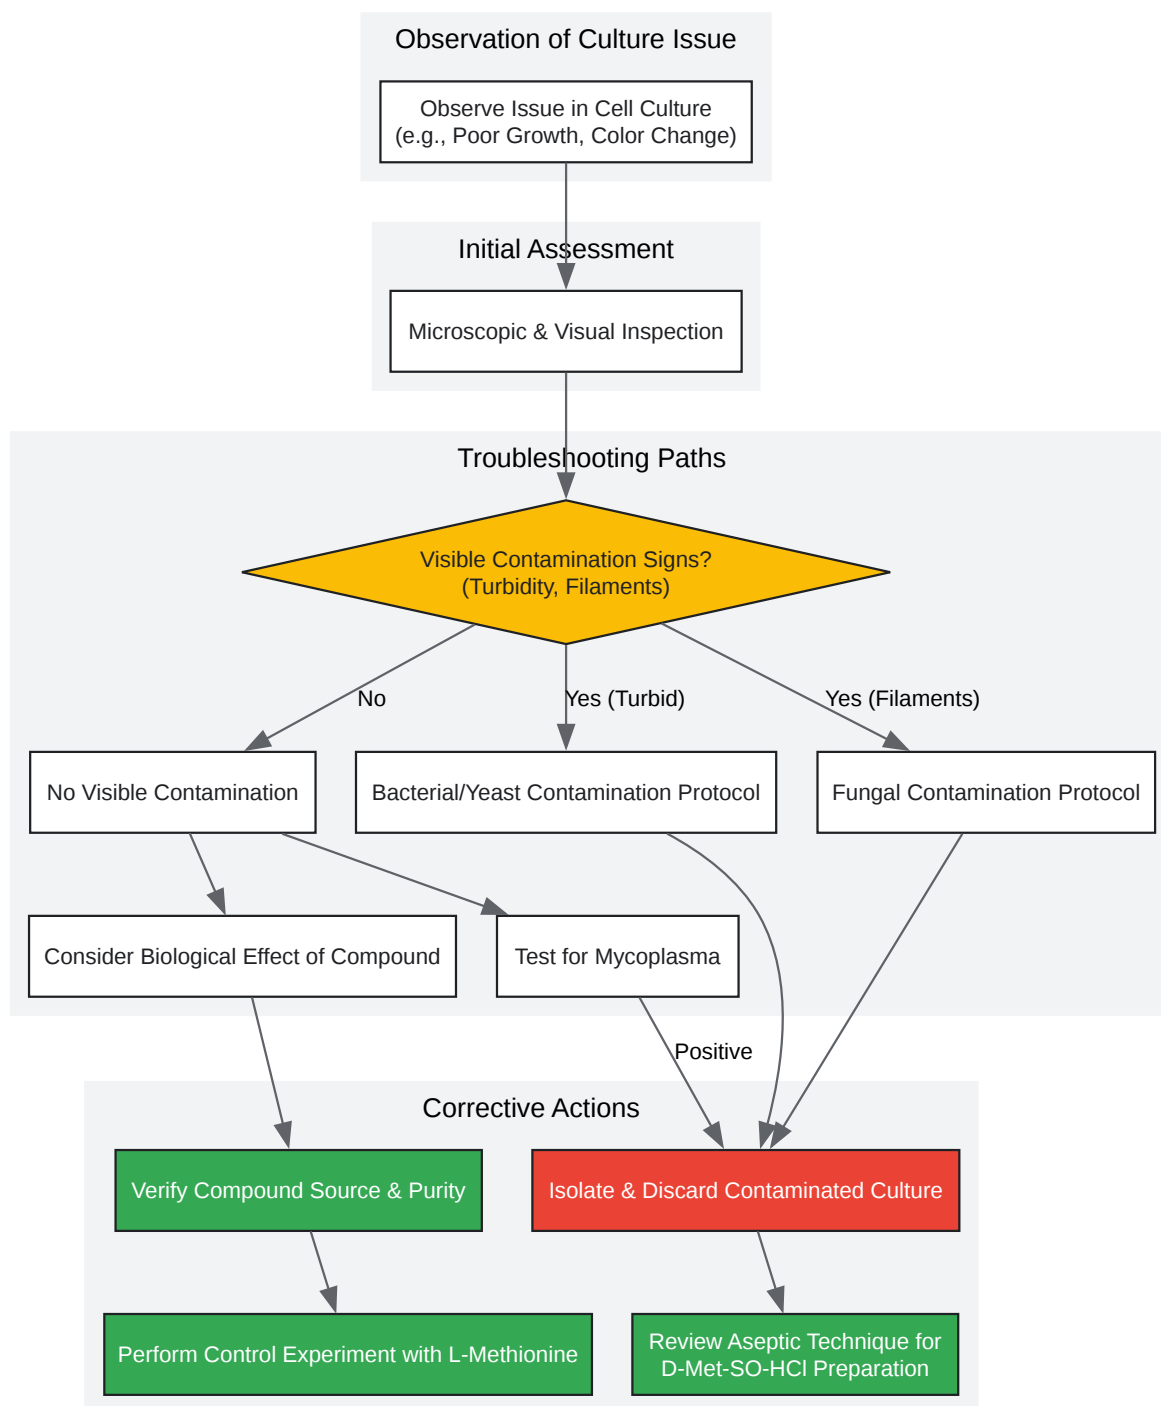 Observation of Culture Issue
Observe Issue in Cell Culture
(e.g., Poor Growth, Color Change)
Initial Assessment
Microscopic & Visual Inspection
Troubleshooting Paths
Visible Contamination Signs?
(Turbidity, Filaments)
No
Yes (Turbid)
Yes (Filaments)
No Visible Contamination
Bacterial/Yeast Contamination Protocol
Fungal Contamination Protocol
Consider Biological Effect of Compound
Test for Mycoplasma
Positive
Corrective Actions
Verify Compound Source & Purity
Isolate & Discard Contaminated Culture
Perform Control Experiment with L-Methionine
Review Aseptic Technique for
D-Met-SO-HCl Preparation